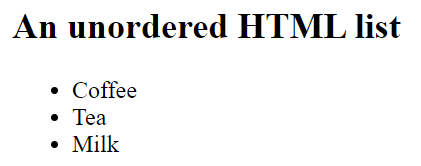 An unordered HTML list
• Coffee
• Tea
• Milk